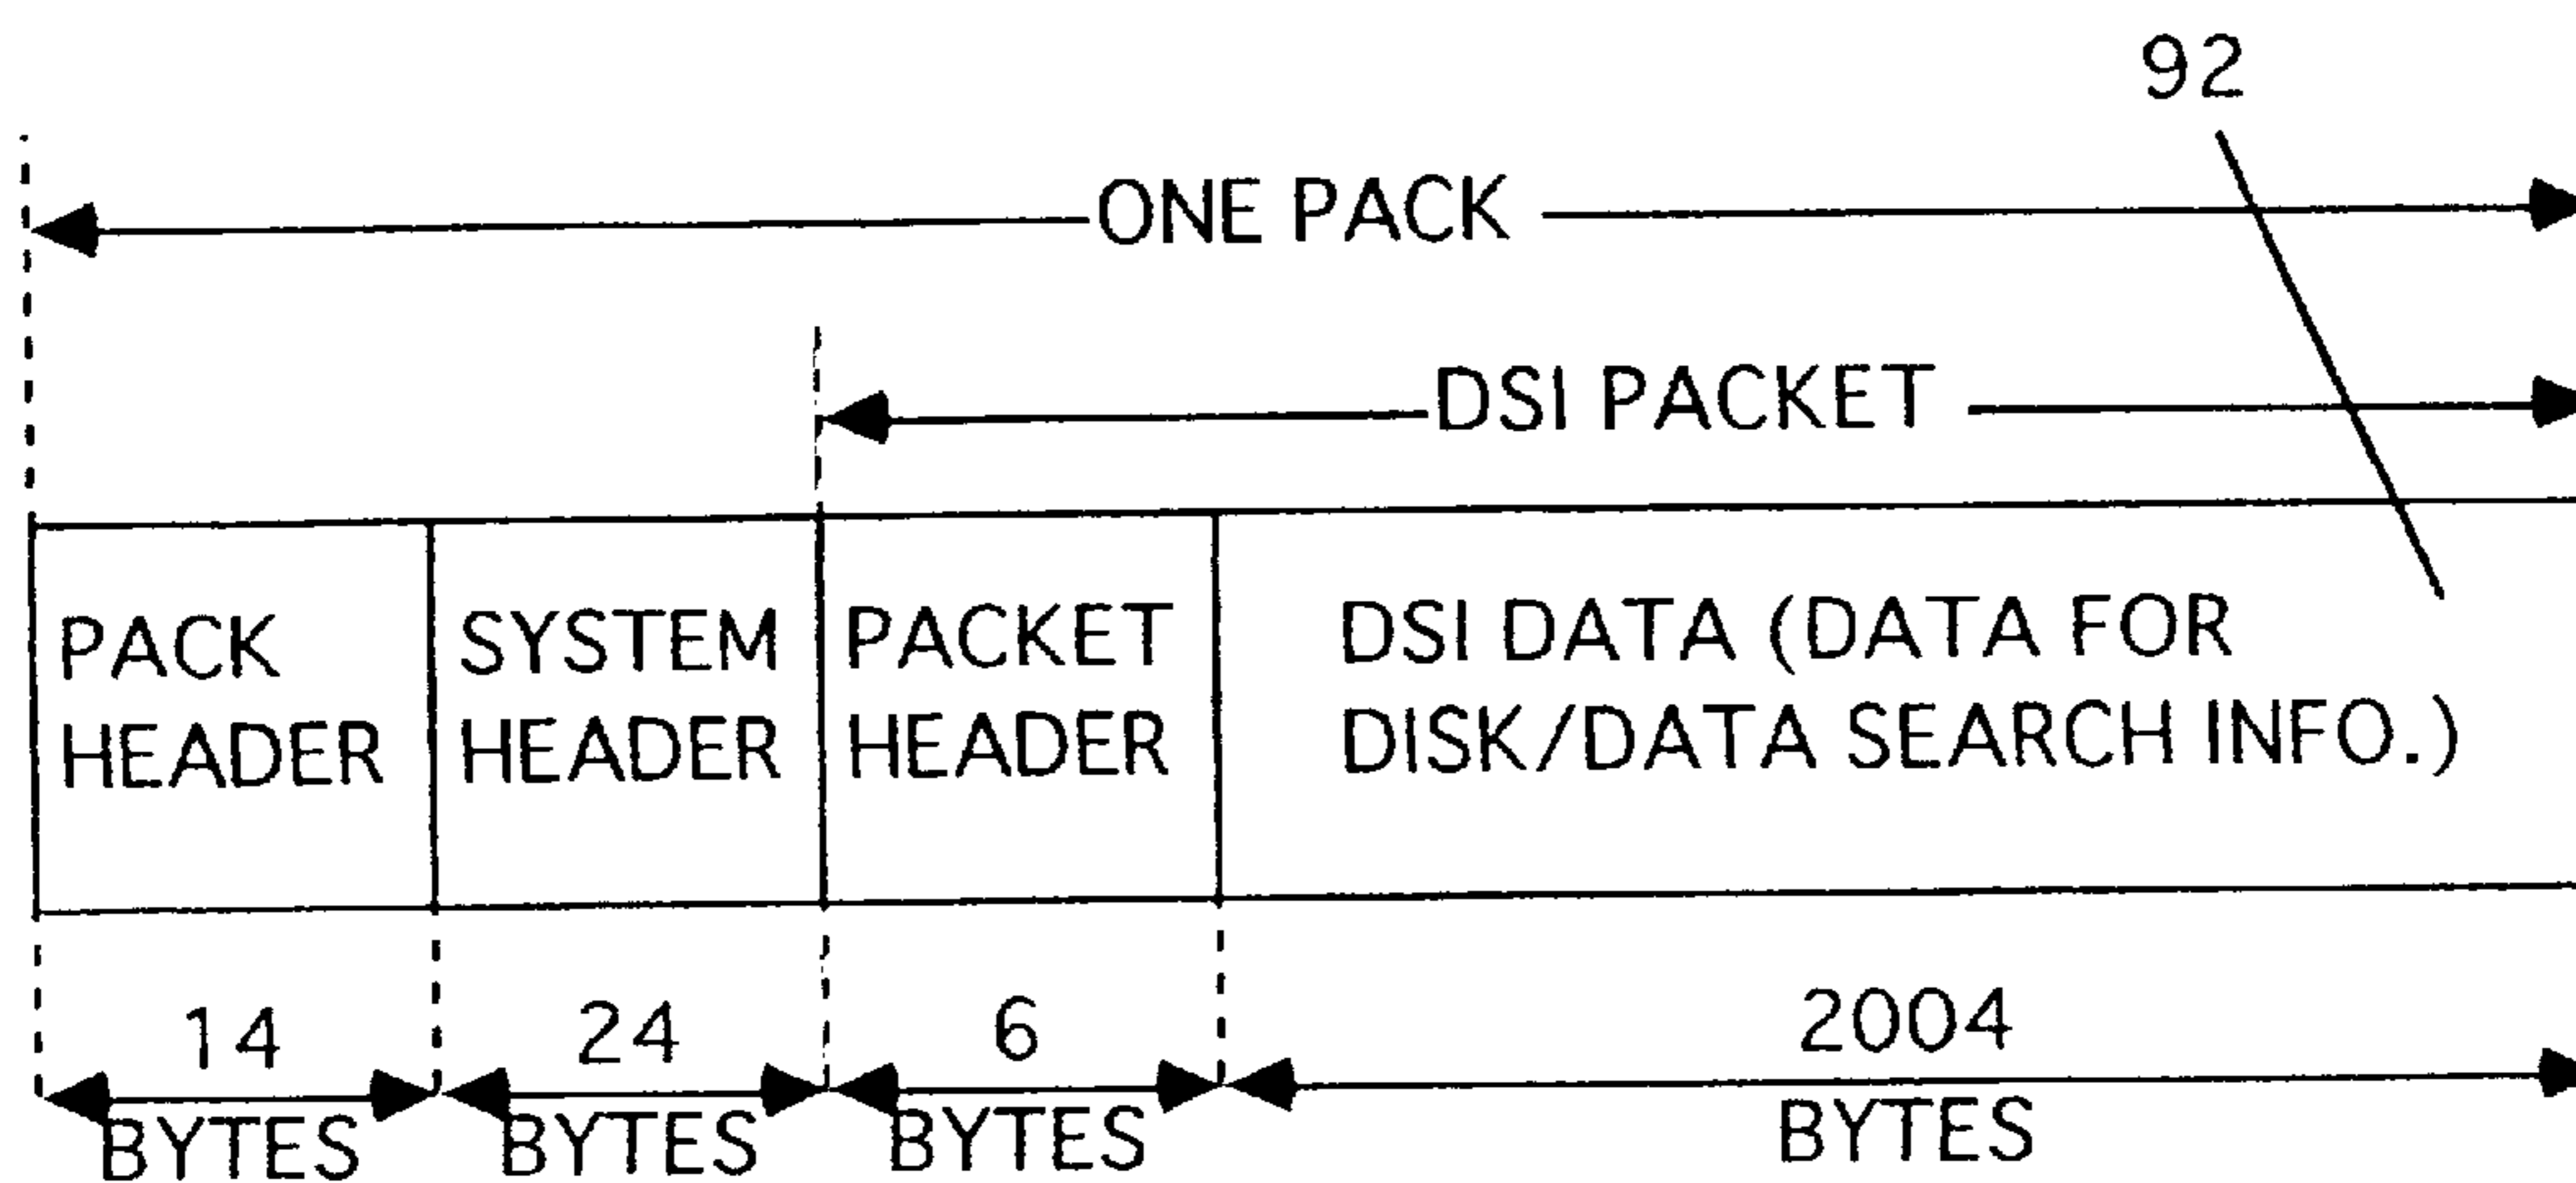 92
ONE PACK
DSI PACKET
PACK
HEADER
SYSTEM
HEADER
PACKET
HEADER
DSI DATA (DATA FOR
DISK/DATA SEARCH INFO.)
14
BYTES
24
BYTES
6
BYTES
2004
BYTES